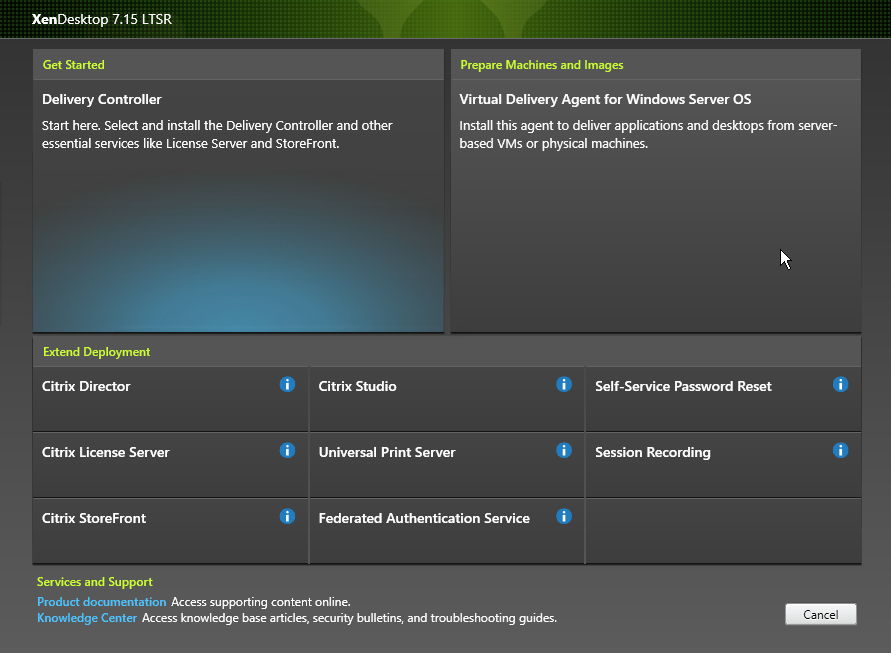 XenDesktop 7.15 LTSR
Get Started
Delivery Controller
Start here. Select and install the Delivery Controller and other
essential services like License Server and StoreFront.
Prepare Machines and Images
Virtual Delivery Agent for Windows Server OS
Install this agent to deliver applications and desktops from server-
based VMs or physical machines.
Extend Deployment
Citrix Director
Citrix Studio
Self-Service Password Reset
Citrix License Server
Universal Print Server
Session Recording
Citrix StoreFront
Federated Authentication Service
Services and Support
Product documentation Access supporting content online.
Knowledge Center Access knowledge base articles, security bulletins, and troubleshooting guides.
Cancel